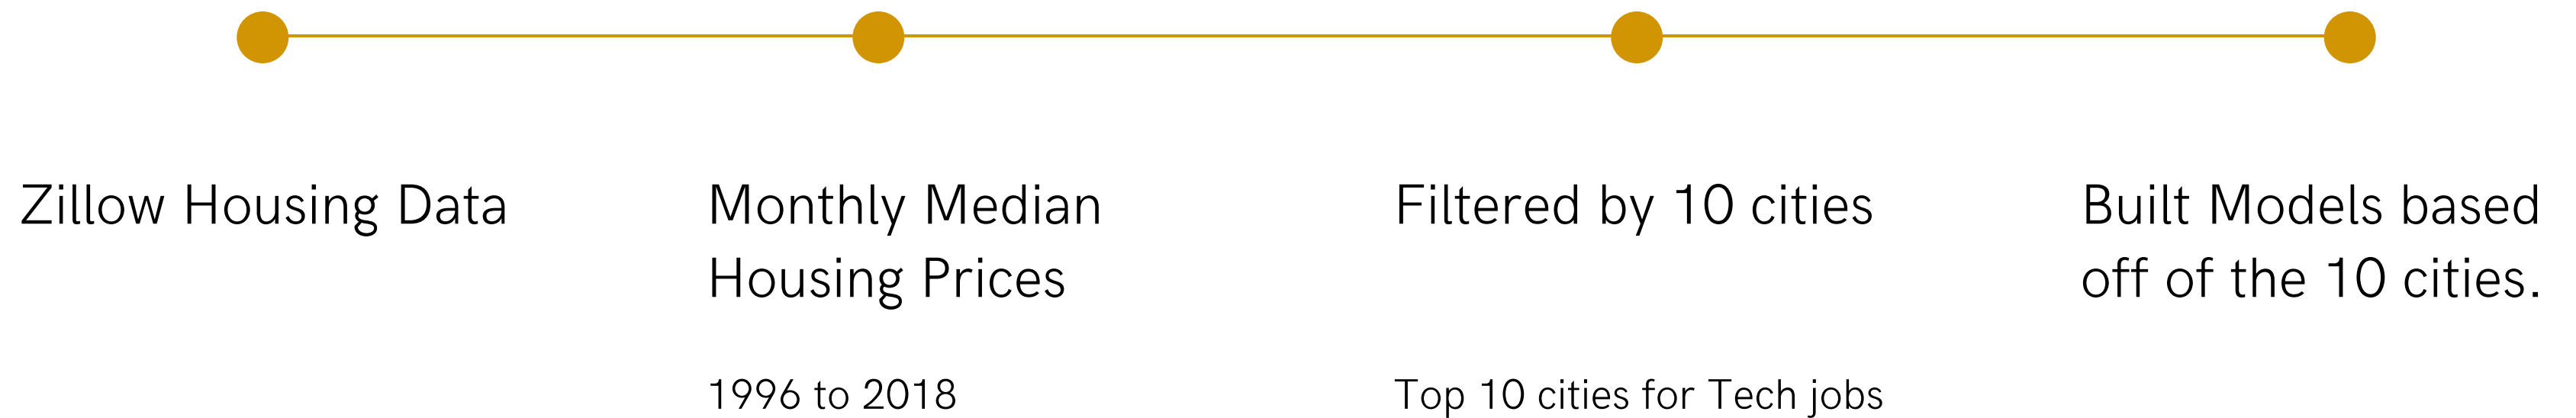 Zillow Housing Data
Monthly Median
Housing Prices
1996 to 2018
Filtered by 10 cities
Top 10 cities for Tech jobs
Built Models based
off of the 10 cities.